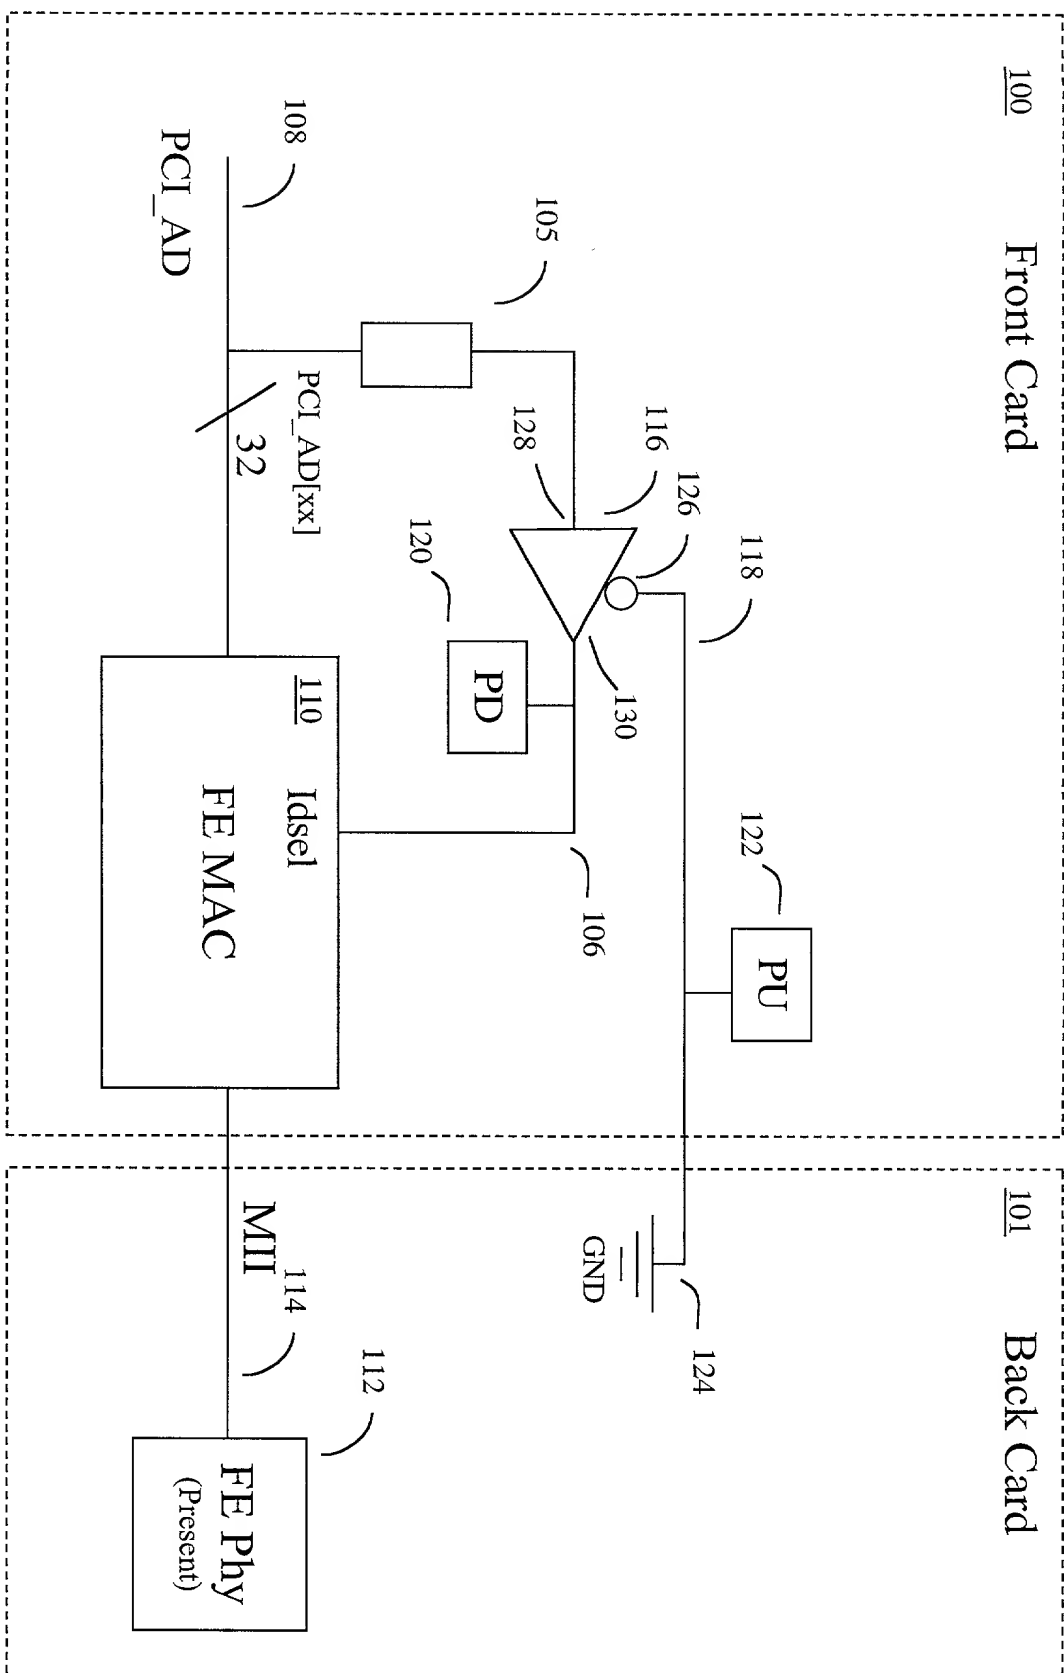 100
Front Card
108
PCI_AD
105
PCI_AD[xx]
32
128
116
126
118
120
PD
130
106
122
PU
110
Idsel
FE MAC
101
Back Card
GND
124
MII
114
112
FE Phy
(Present)